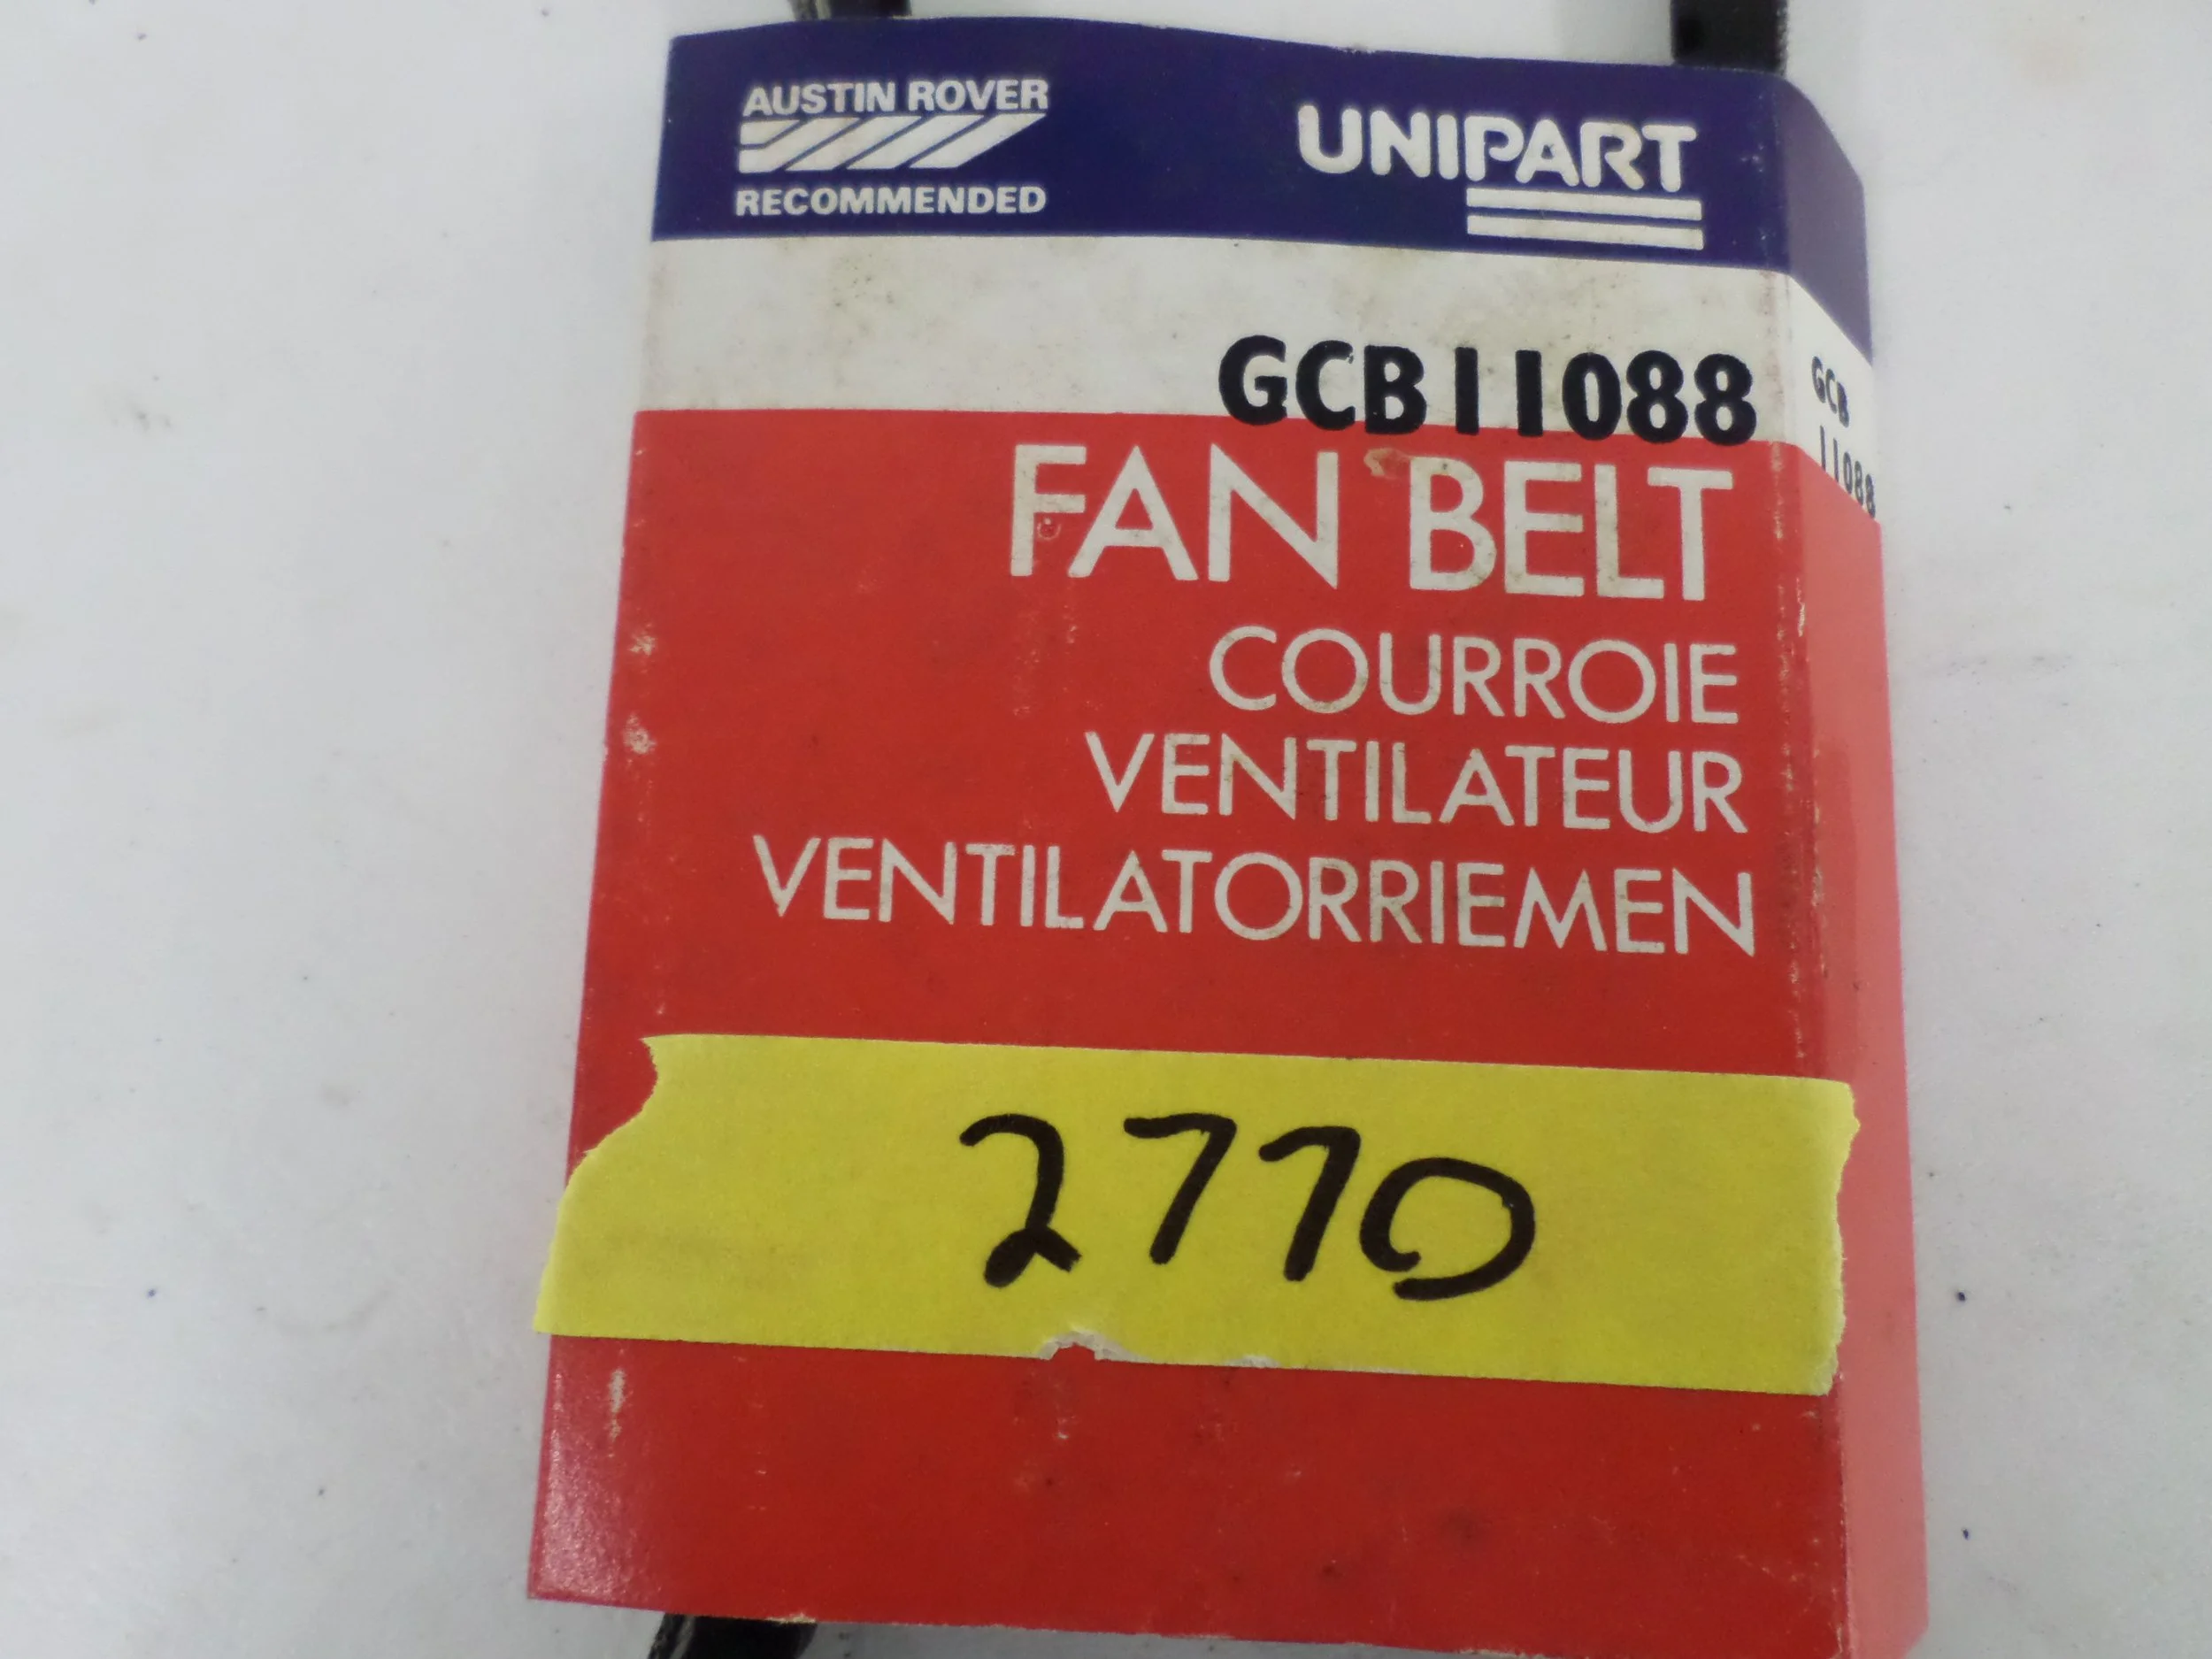 AUSTIN ROVER
RECOMMENDED
UNIPART
GCB11088
GCB
11088
FAN BELT
COURROIE
VENTILATEUR
VENTILATORRIEMEN
2770